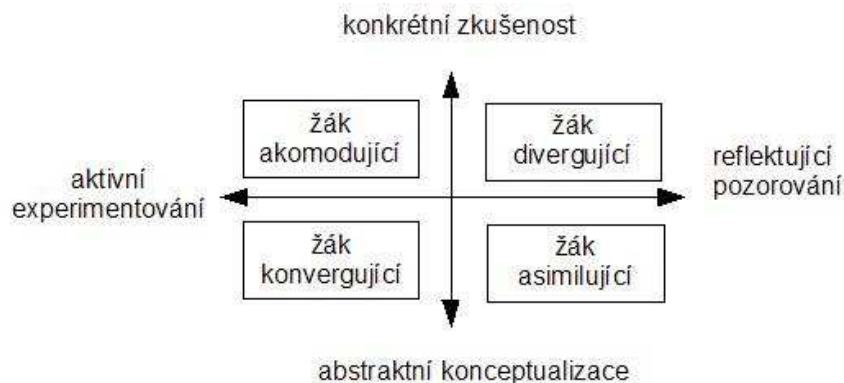 konkrétní zkušenost
žák
akomodující
žák
divergující
aktivní
experimentování
reflektující
pozorování
žák
konvergující
žák
asimilující
abstraktní konceptualizace